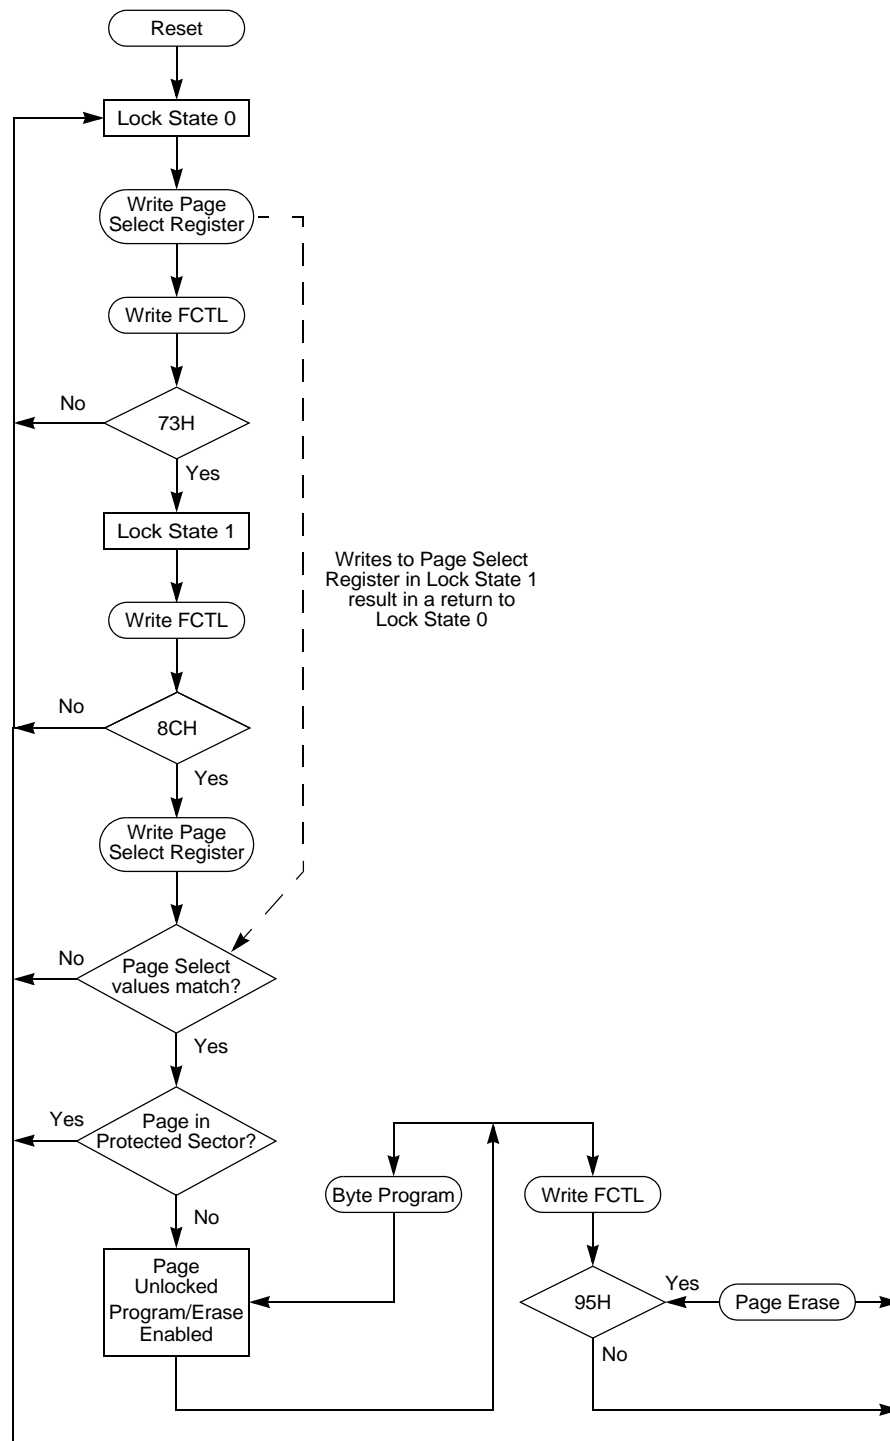 Reset
Lock State 0
Write Page
Select Register
Write FCTL
No
73H
Yes
Lock State 1
Writes to Page Select
Register in Lock State 1
result in a return to
Lock State 0
Write FCTL
No
8CH
Yes
Write Page
Select Register
No
Page Select
values match?
Yes
Yes
Page in
Protected Sector?
No
Byte Program
Write FCTL
Page
Unlocked
Program/Erase
Enabled
95H
Yes
Page Erase
No